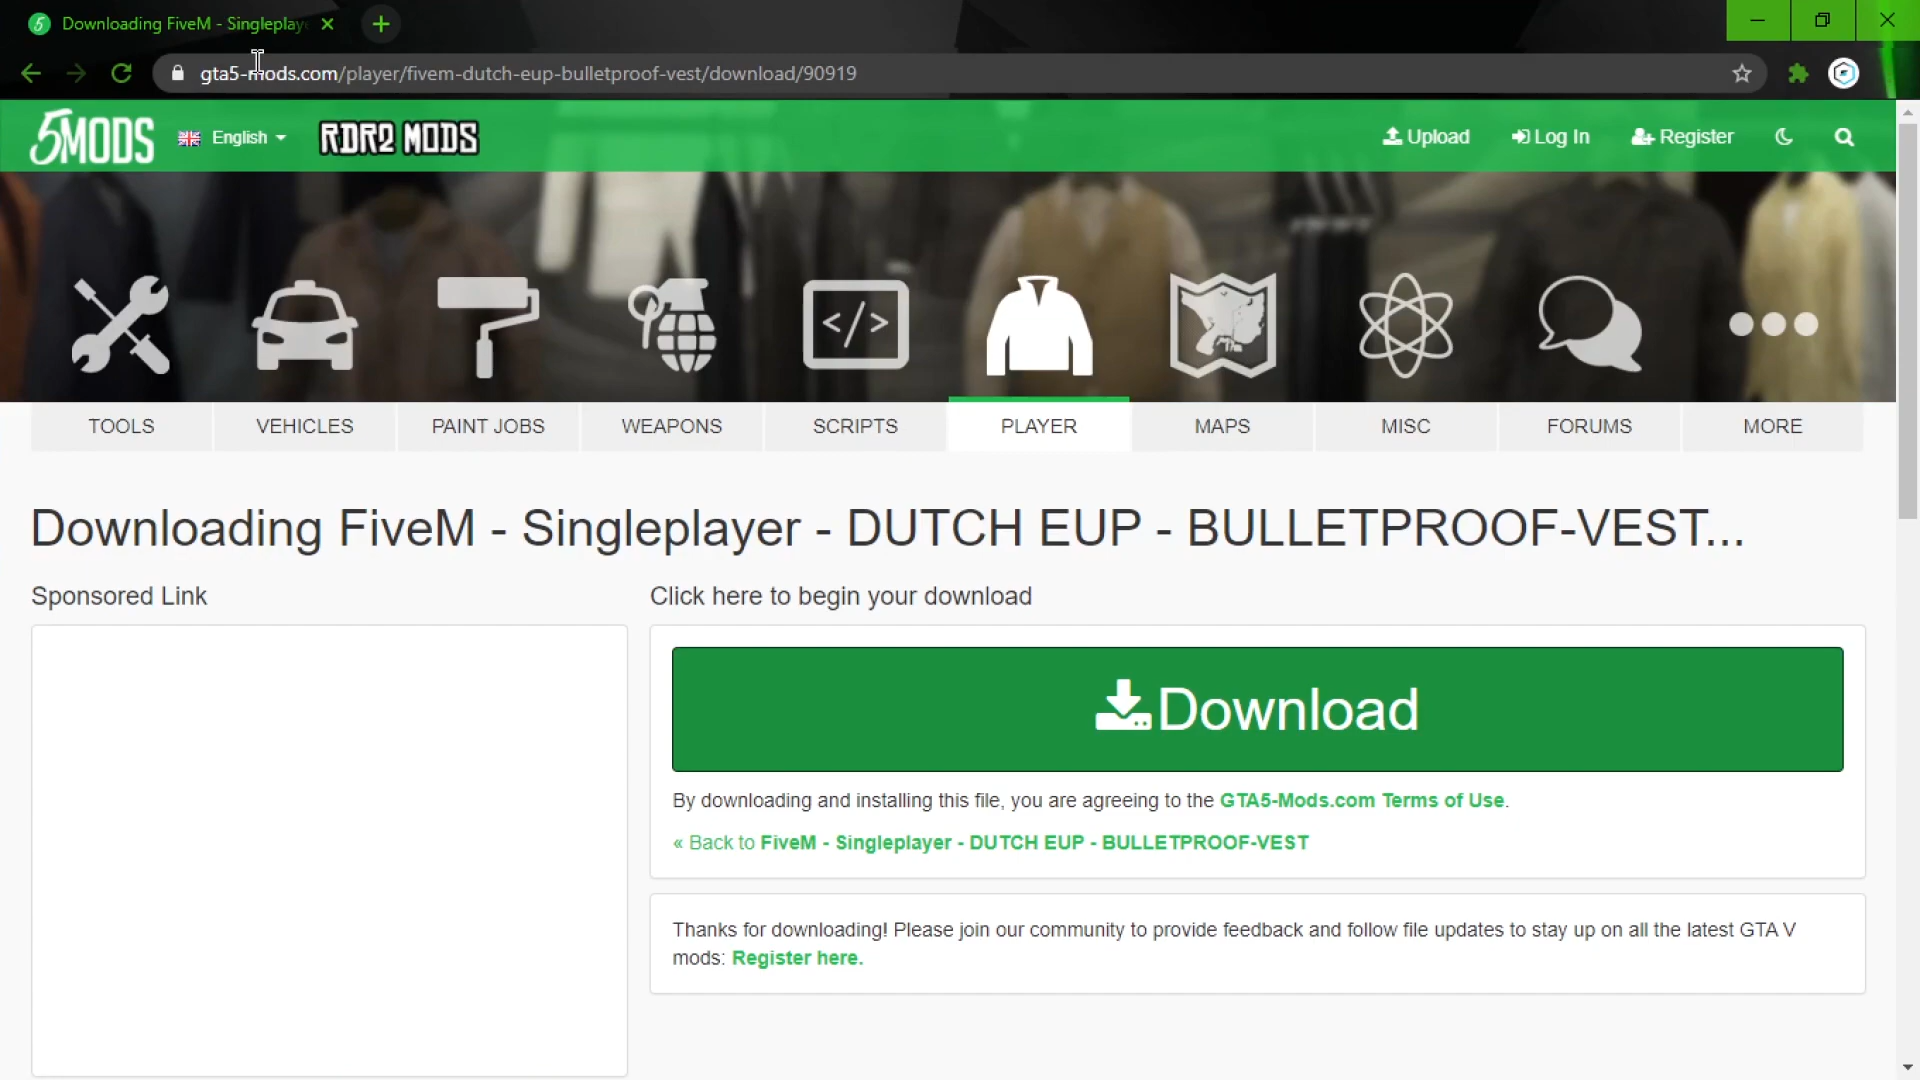 Downloading FiveM - Singleplay
gta5-mods.com/player/fivem-dutch-eup-bulletproof-vest/download/90919
5MODS English RDR2 MODS Upload Log In Register
TOOLS VEHICLES PAINT JOBS WEAPONS SCRIPTS PLAYER MAPS MISC FORUMS MORE
Downloading FiveM - Singleplayer - DUTCH EUP - BULLETPROOF-VEST...
Sponsored Link
Click here to begin your download
Download
By downloading and installing this file, you are agreeing to the GTA5-Mods.com Terms of Use.
« Back to FiveM - Singleplayer - DUTCH EUP - BULLETPROOF-VEST
Thanks for downloading! Please join our community to provide feedback and follow file updates to stay up on all the latest GTA V
mods: Register here.